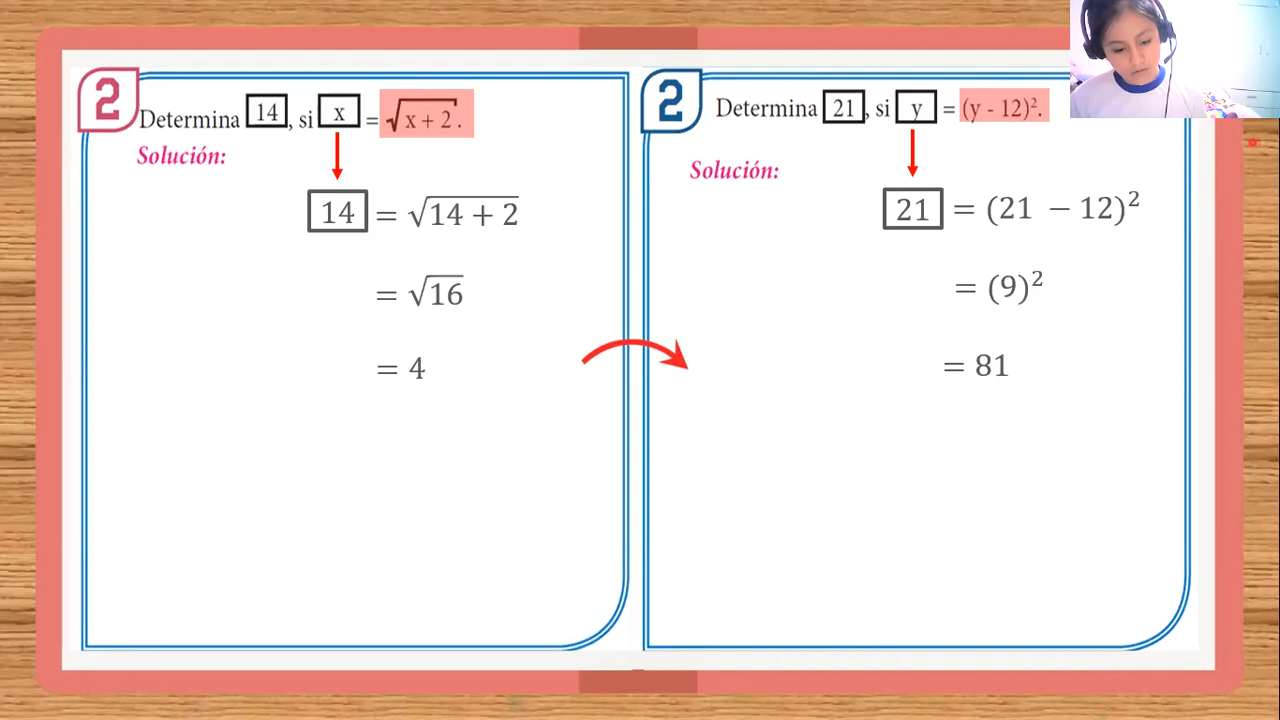 2
Determina 14, si x = √x + 2.
Solución:
14 = √14 + 2
= √16
= 4
2
Determina 21, si y = (y - 12)².
Solución:
21 = (21 − 12)²
= (9)²
= 81